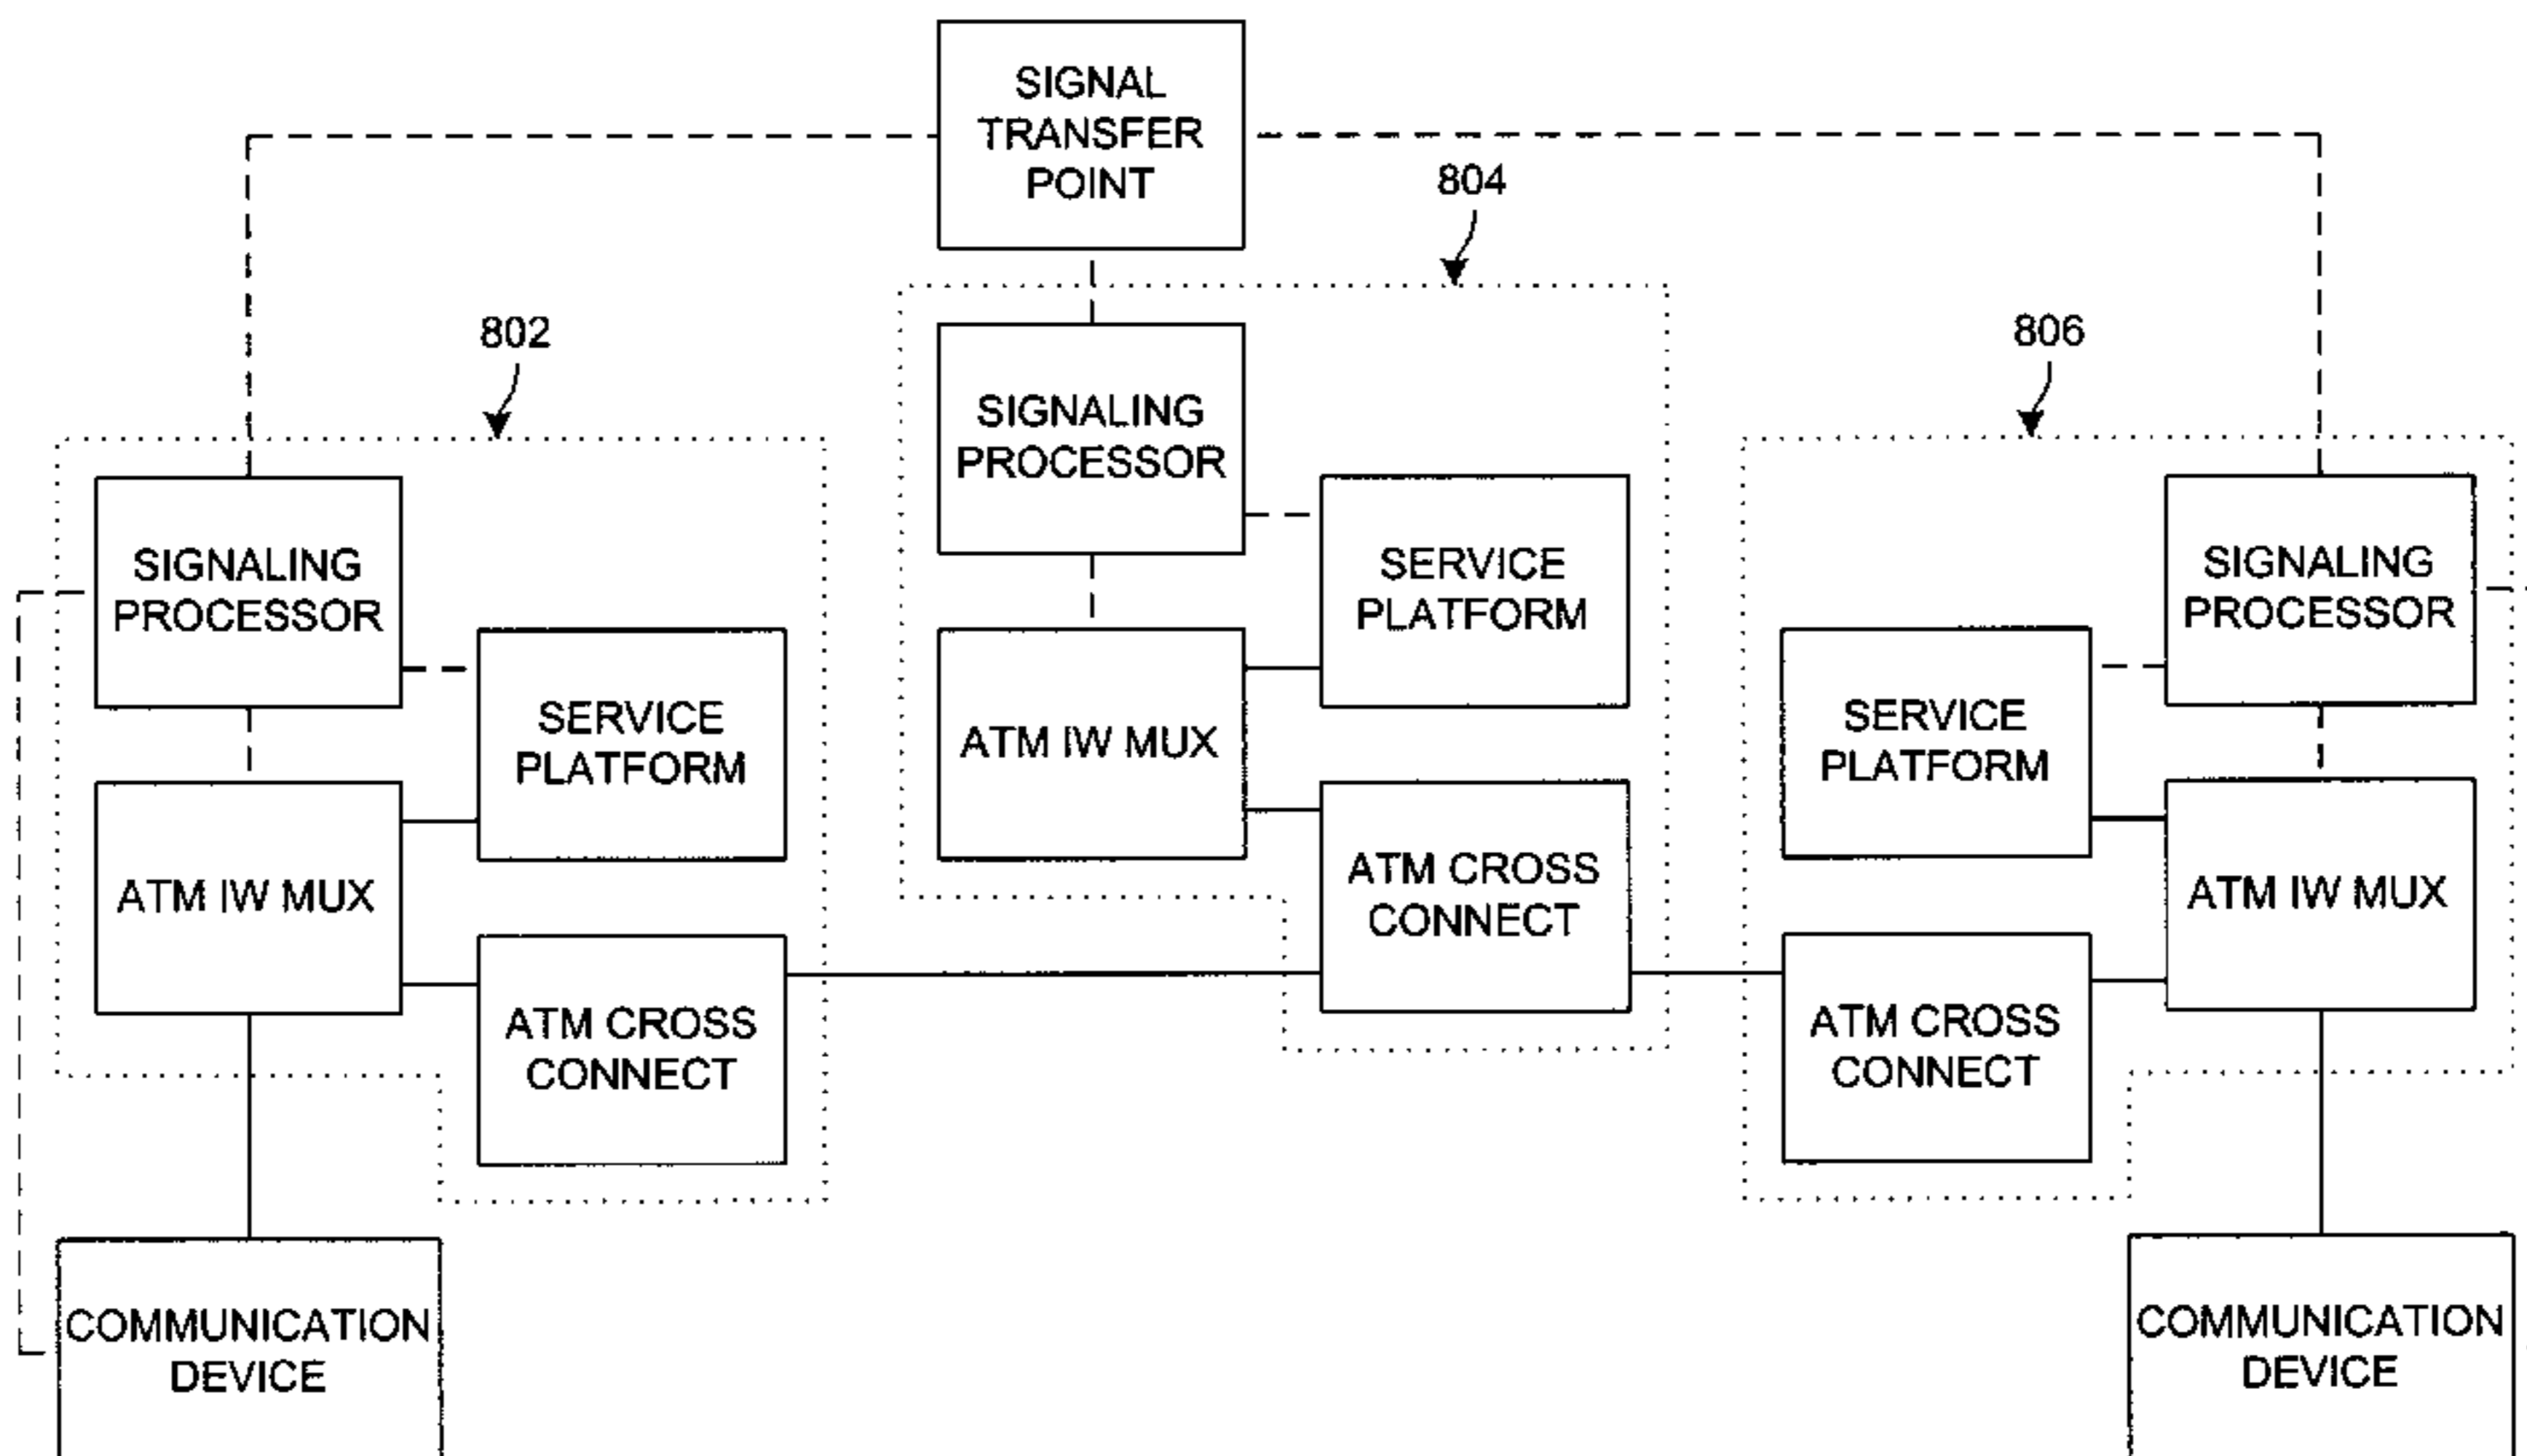 SIGNAL
TRANSFER
POINT
804
802
806
SIGNALING
PROCESSOR
SIGNALING
PROCESSOR
SERVICE
PLATFORM
SIGNALING
PROCESSOR
SERVICE
PLATFORM
ATM IW MUX
SERVICE
PLATFORM
ATM IW MUX
ATM CROSS
CONNECT
ATM IW MUX
ATM CROSS
CONNECT
ATM CROSS
CONNECT
COMMUNICATION
DEVICE
COMMUNICATION
DEVICE